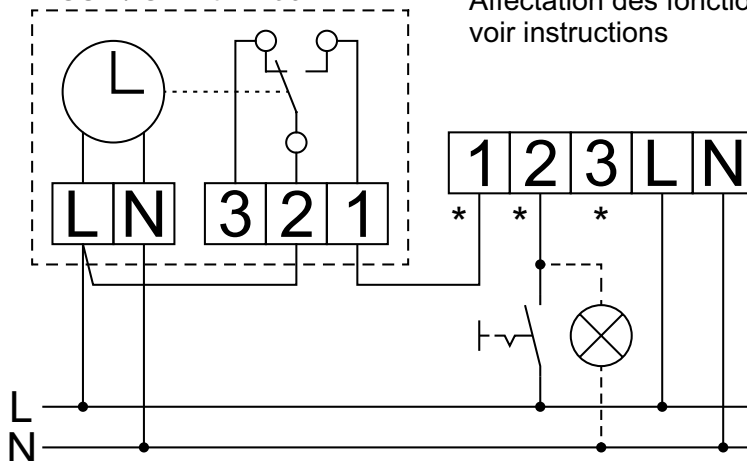 Affectation des fonctio
voir instructions
1 2 3 L N
L N 3 2 1
* * *
L
N